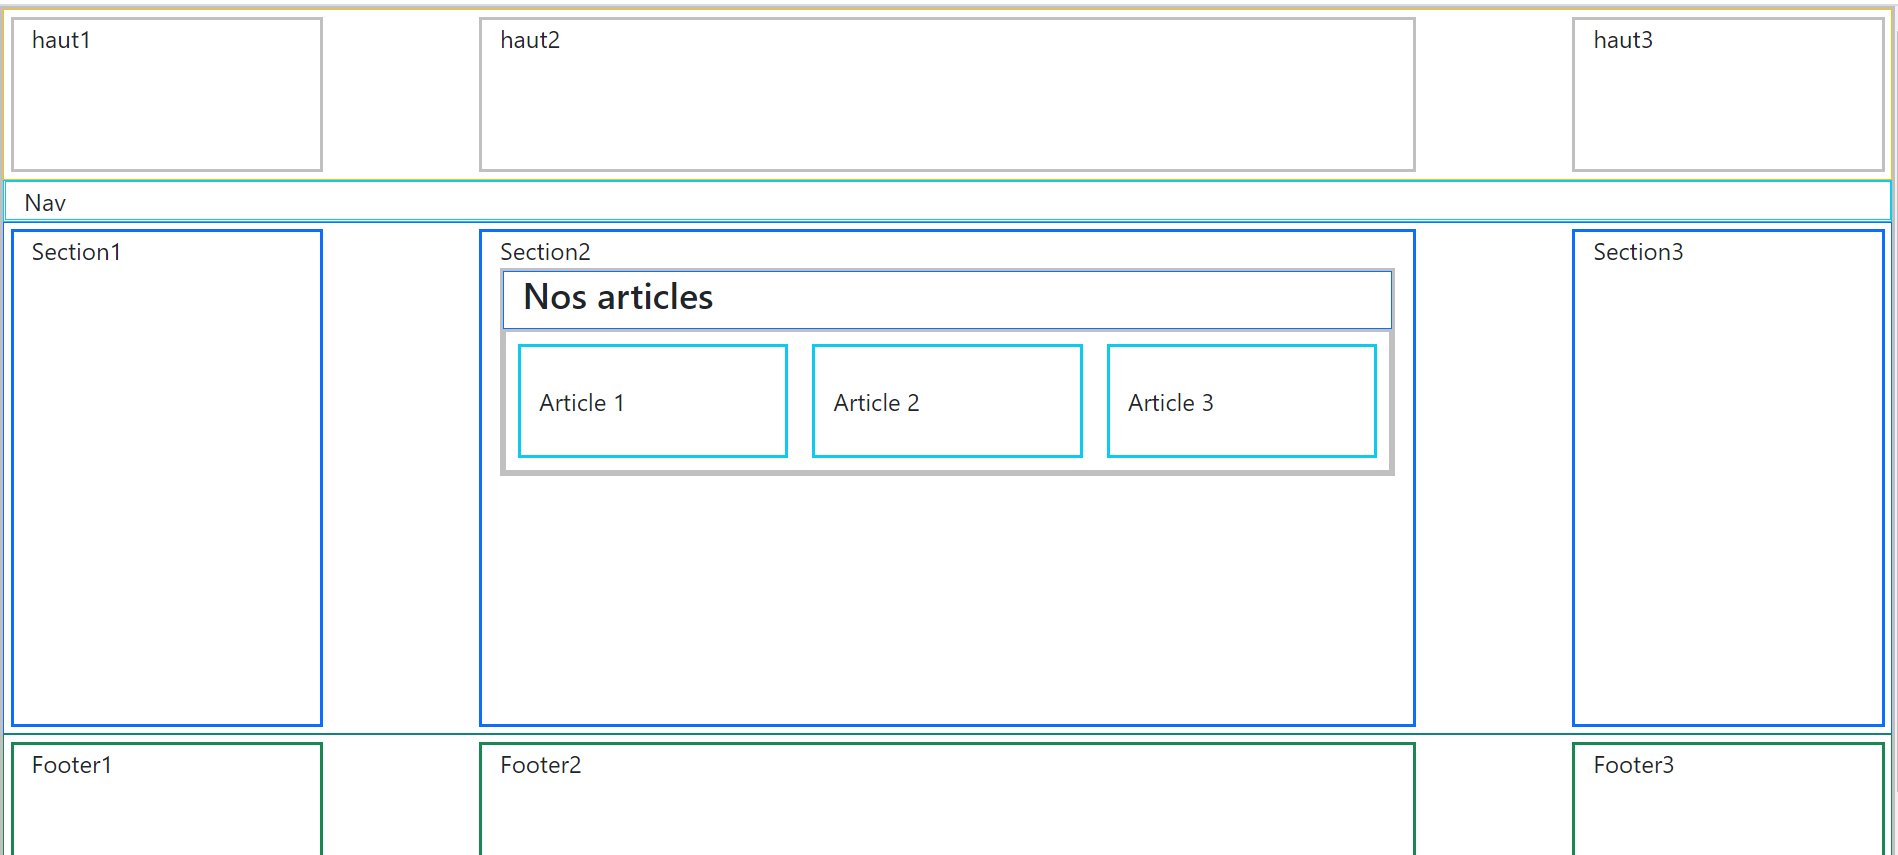 haut1
haut2
haut3
Nav
Section1
Section2
Section3
Nos articles
Article 1
Article 2
Article 3
Footer1
Footer2
Footer3